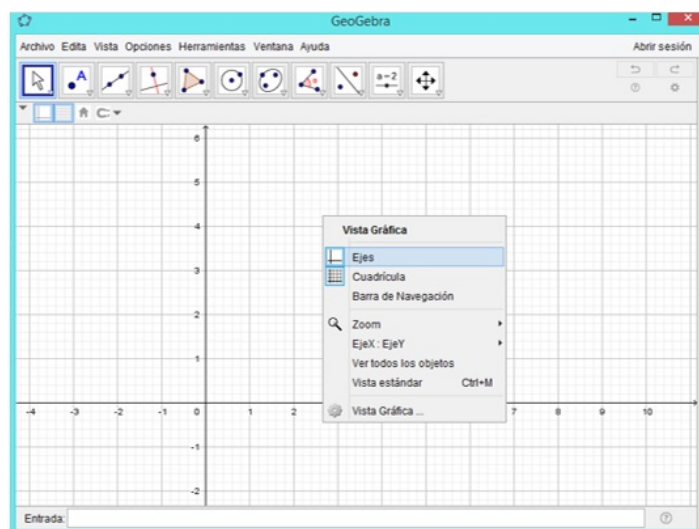 GeoGebra
Archivo Edita Vista Opciones Herramientas Ventana Ayuda Abrir sesión
A α a=2
6
5
4
3
2
1
-4 -3 -2 -1 0 1 2 7 8 9 10
-1
-2
Vista Gráfica
Ejes
Cuadrícula
Barra de Navegación
Zoom
EjeX : EjeY
Ver todos los objetos
Vista estándar Ctrl+M
Vista Gráfica ...
Entrada: